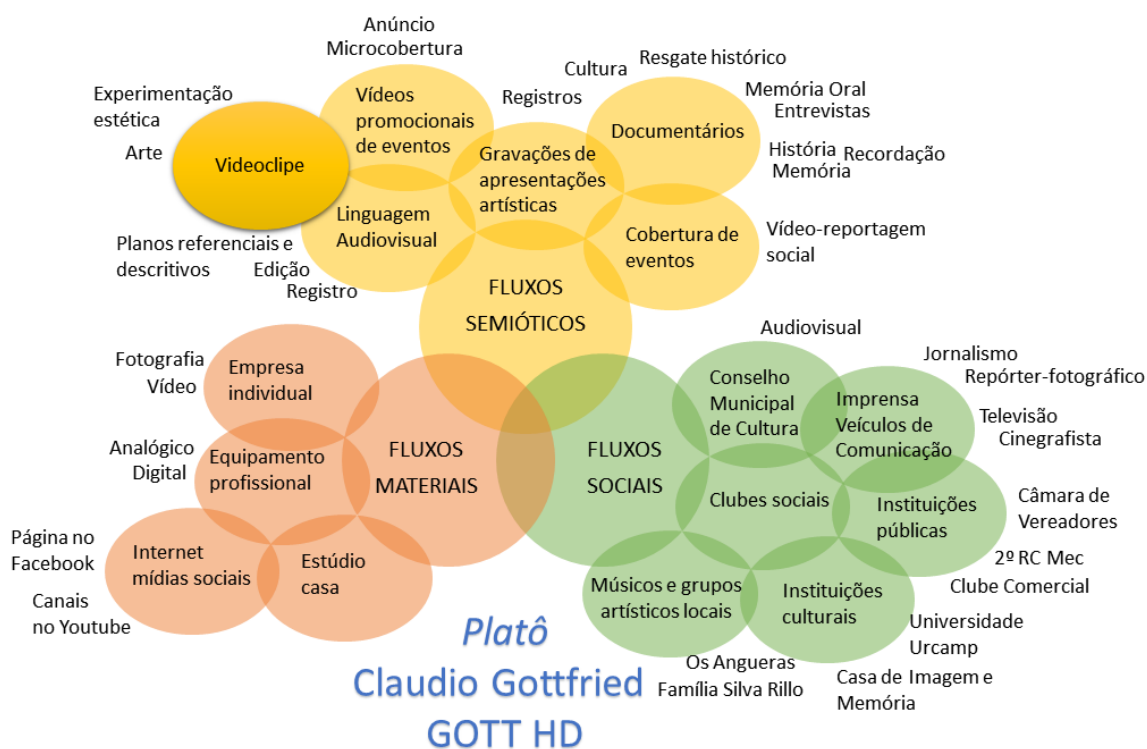 Anúncio
Microcobertura
Cultura
Resgate histórico
Experimentação
estética
Arte
Videoclipe
Vídeos
promocionais
de eventos
Registros
Documentários
Memória Oral
Entrevistas
História
Memória
Recordação
Gravações de
apresentações
artísticas
Linguagem
Audiovisual
Cobertura de
eventos
Vídeo-reportagem
social
Planos referenciais e
descritivos
Edição
Registro
FLUXOS
SEMIÓTICOS
Fotografia
Vídeo
Empresa
individual
Analógico
Digital
Equipamento
profissional
FLUXOS
MATERIAIS
Página no
Facebook
Canais
no Youtube
Internet
mídias sociais
Estúdio
casa
FLUXOS
SOCIAIS
Audiovisual
Conselho
Municipal
de Cultura
Jornalismo
Repórter-fotográfico
Imprensa
Veículos de
Comunicação
Televisão
Cinegrafista
Clubes sociais
Instituições
públicas
Câmara de
Vereadores
2º RC Mec
Clube Comercial
Músicos e grupos
artísticos locais
Instituições
culturais
Universidade
Urcamp
Os Angueras
Família Silva Rillo
Casa de Imagem e
Memória
Platô
Claudio Gottfried
GOTT HD